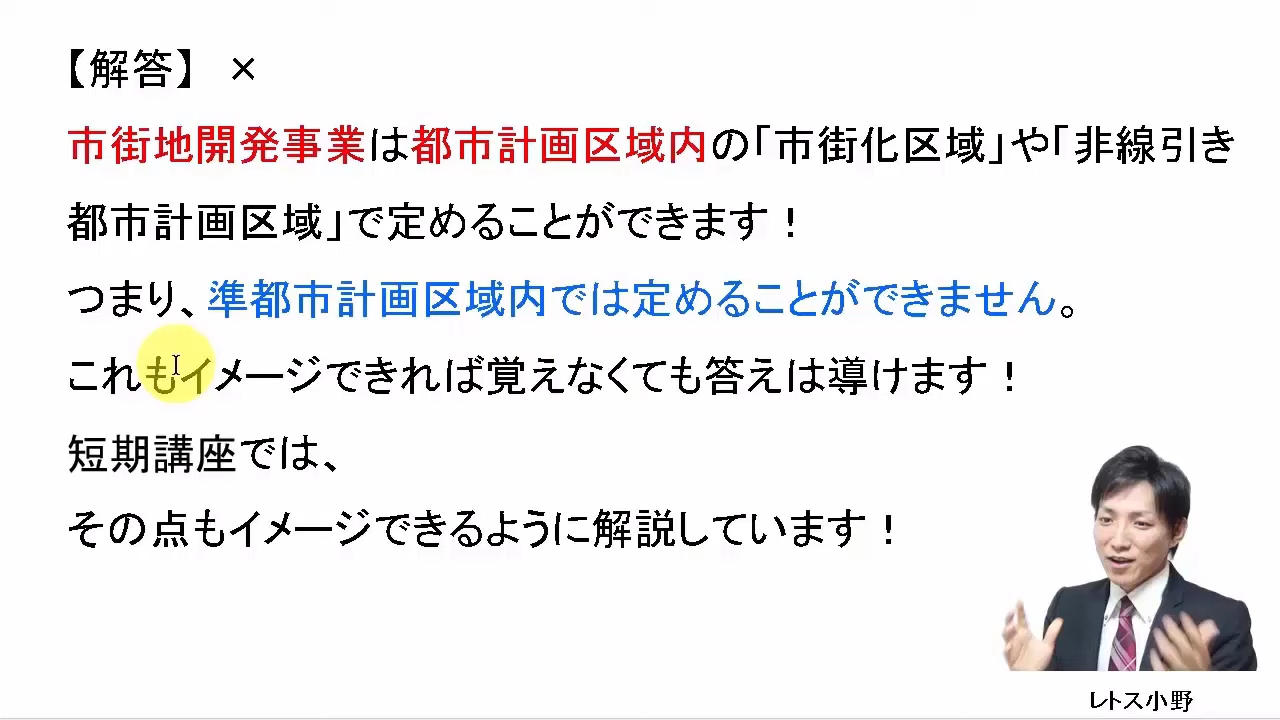 【解答】 ×
市街地開発事業は都市計画区域内の「市街化区域」や「非線引き
都市計画区域」で定めることができます！
つまり、準都市計画区域内では定めることができません。
これもイメージできれば覚えなくても答えは導けます！
短期講座では、
その点もイメージできるように解説しています！
レトス小野